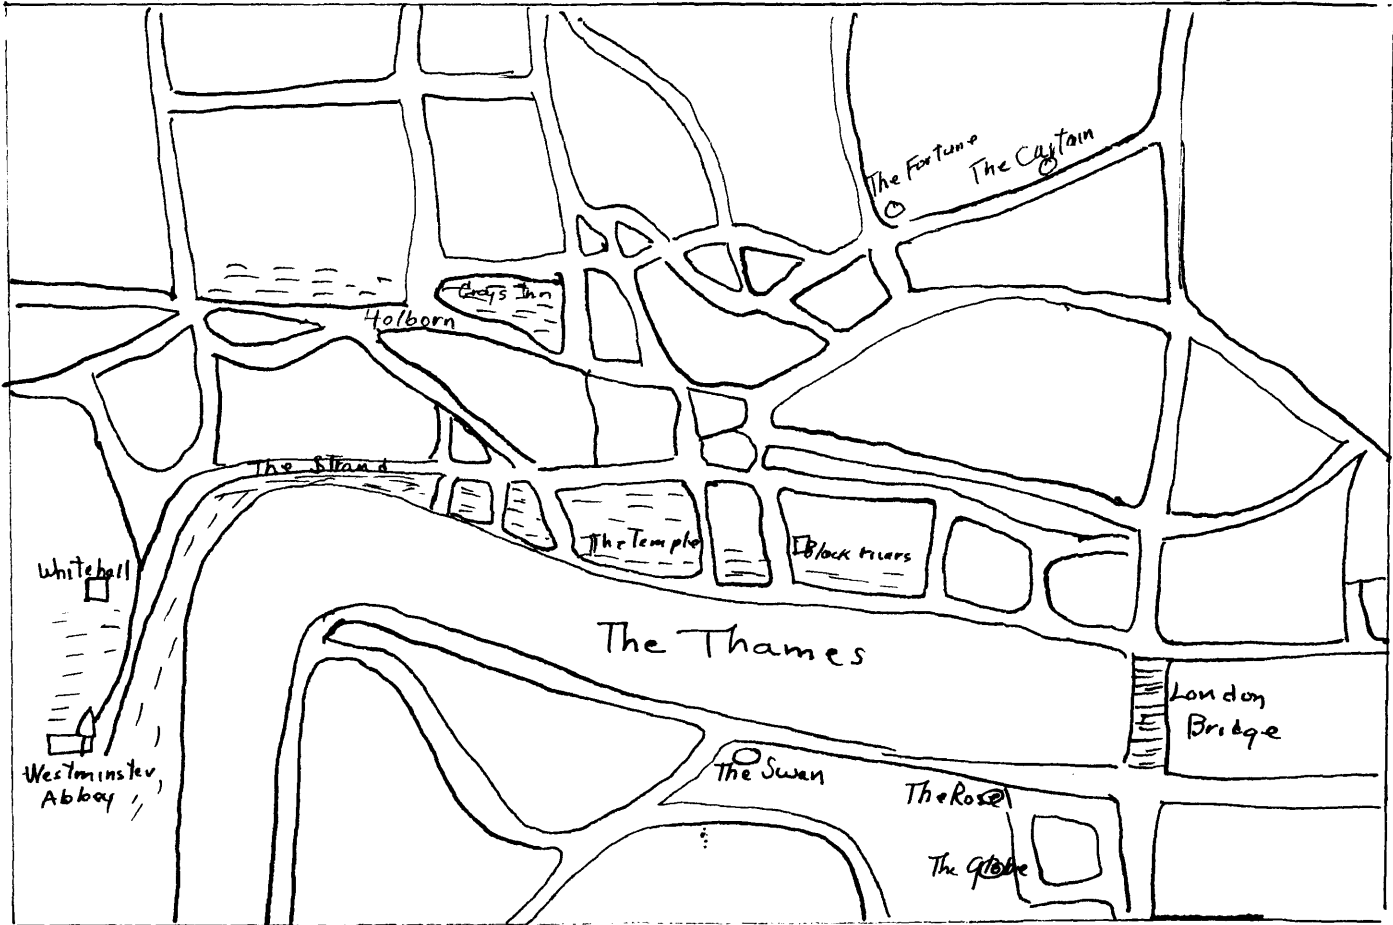 The Fortune
The Captain
Grays Inn
Holborn
The Strand
The Temple
Black friars
Whitehall
The Thames
London
Bridge
Westminster
Abbey
The Swan
The Rose
The Globe